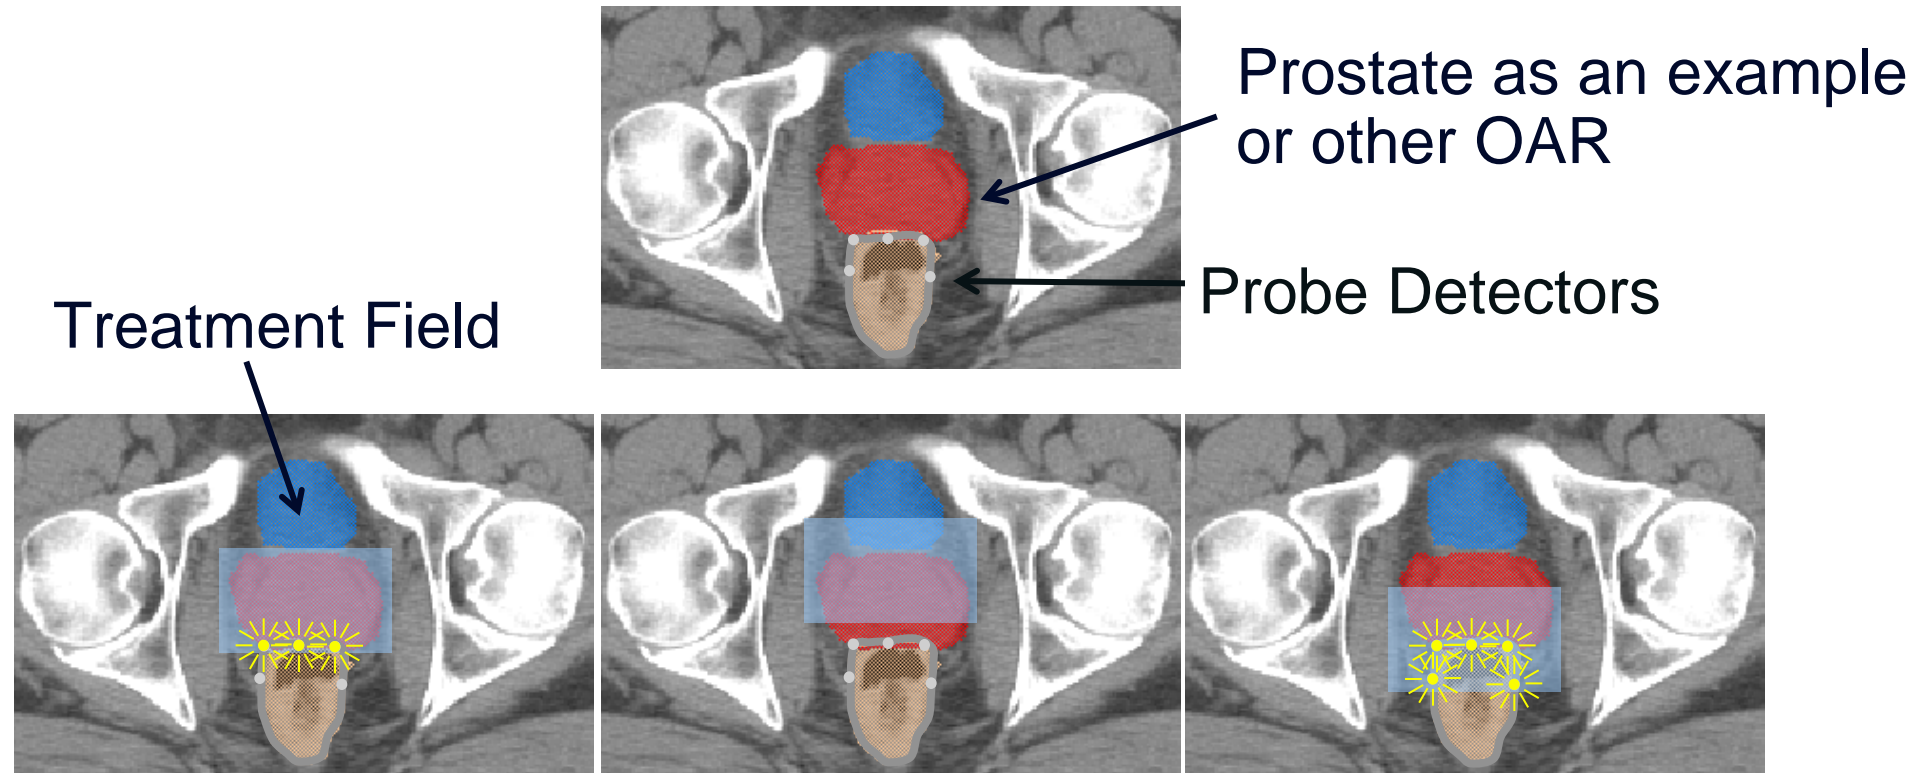 Prostate as an example
or other OAR
Probe Detectors
Treatment Field